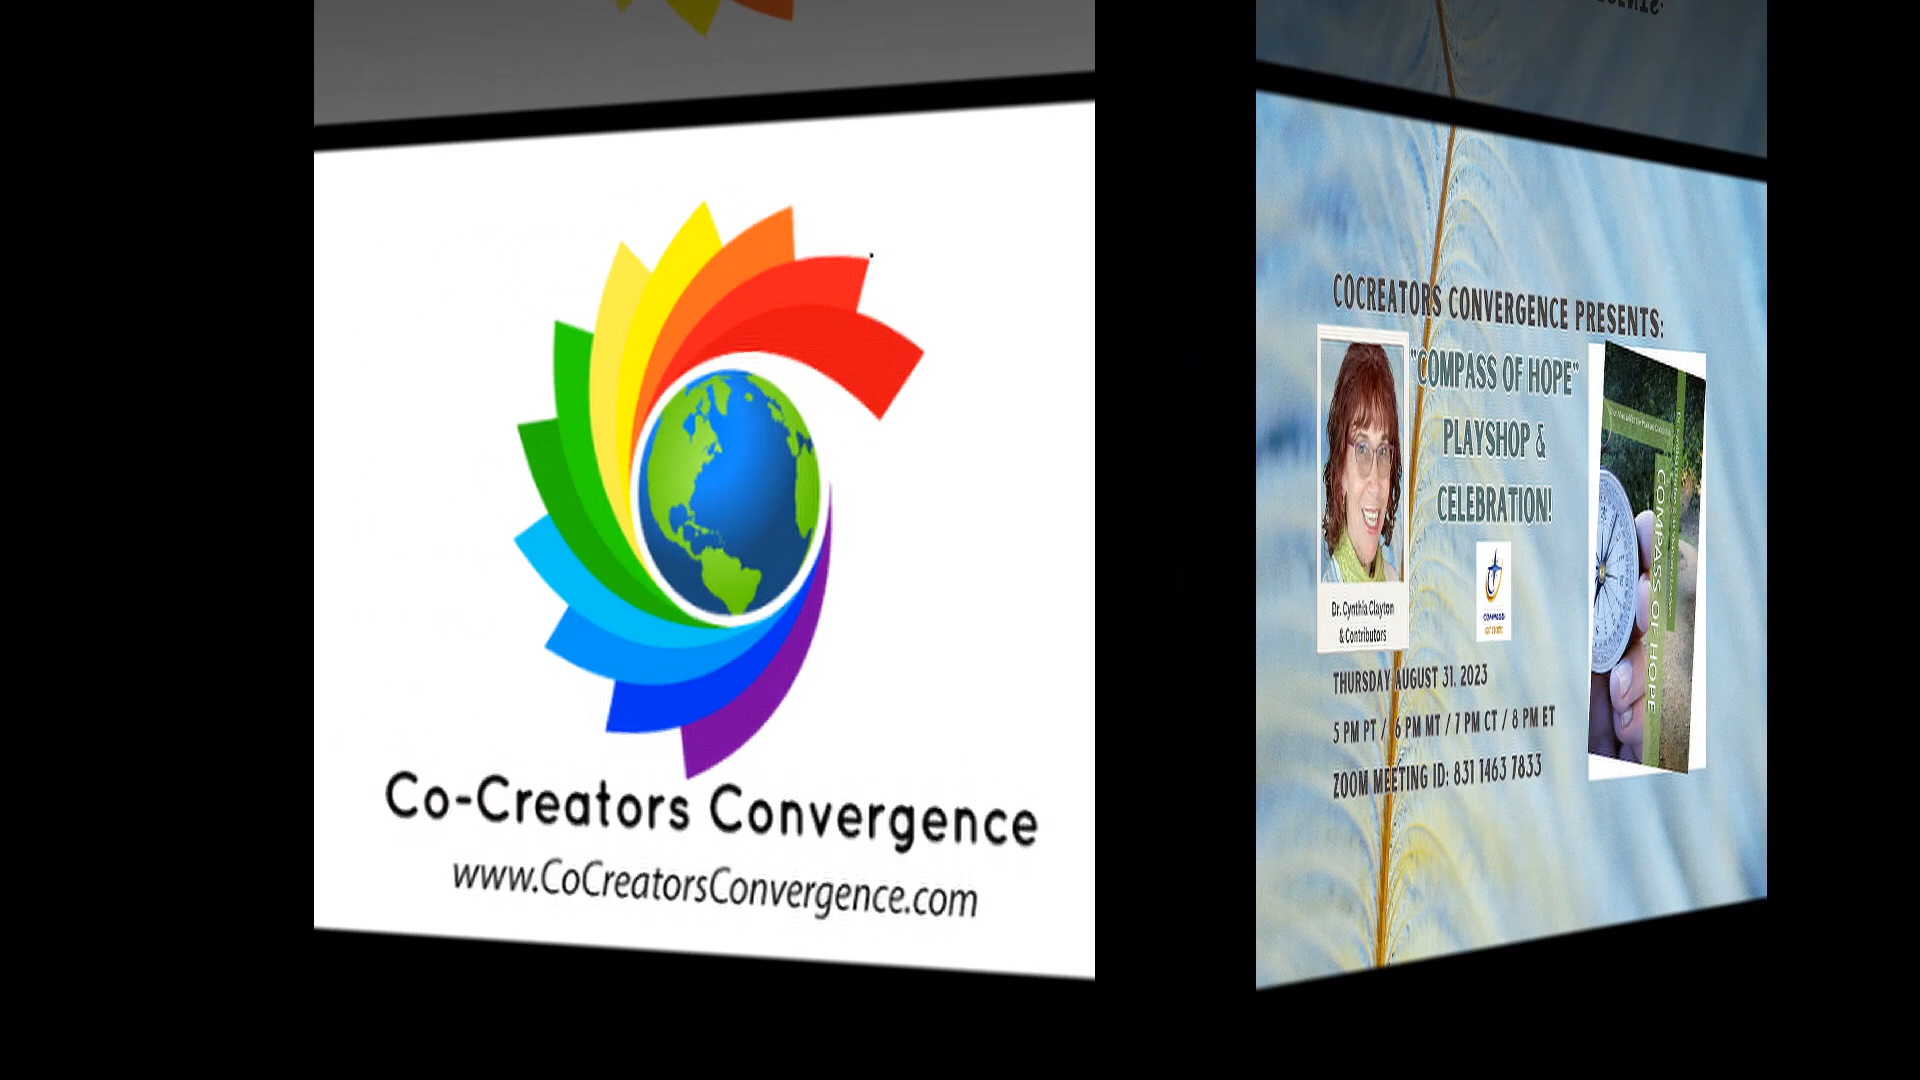 Co-Creators Convergence
www.CoCreatorsConvergence.com
COCREATORS CONVERGENCE PRESENTS:
"COMPASS OF HOPE"
PLAYSHOP &
CELEBRATION!
Dr. Cynthia Clayton
& Contributors
COMPASS
COMPASS OF HOPE
THURSDAY AUGUST 31, 2023
5 PM PT / 6 PM MT / 7 PM CT / 8 PM ET
ZOOM MEETING ID: 831 1463 7833